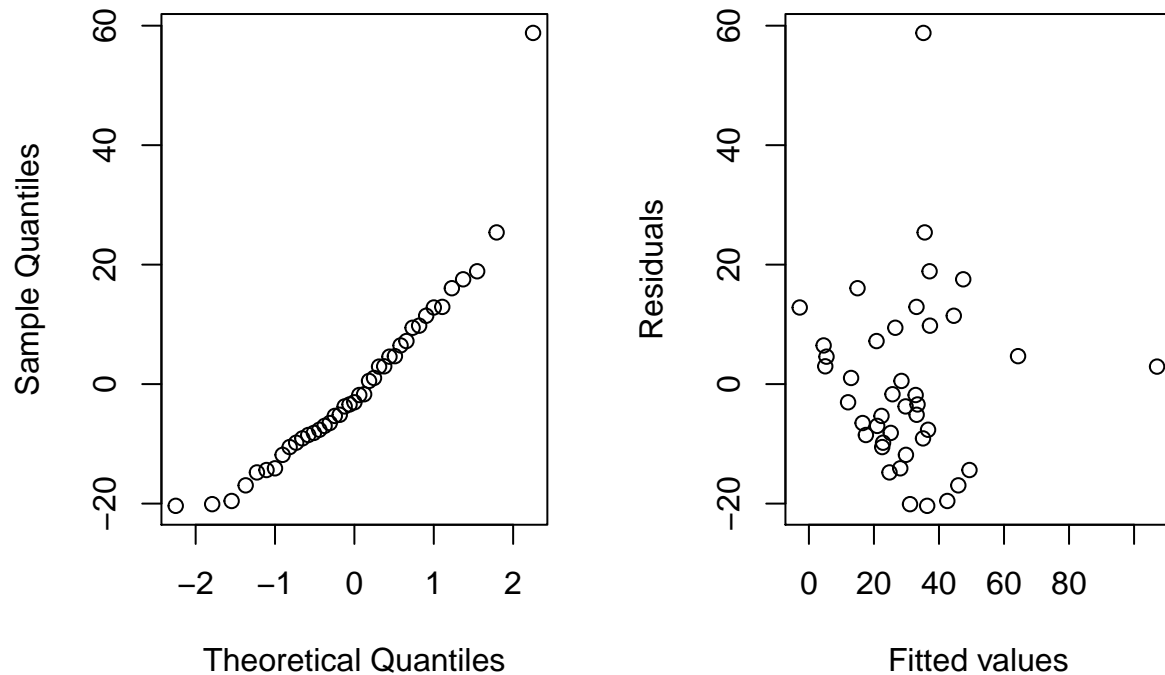 Sample Quantiles
60
40
20
0
−20
−2 −1 0 1 2
Theoretical Quantiles
Residuals
60
40
20
0
−20
0 20 40 60 80
Fitted values